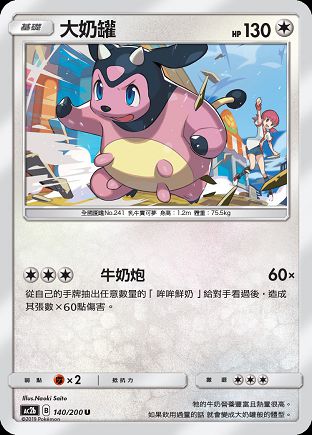 基礎 大奶罐 HP 130
全國圖鑑No.241 乳牛寶可夢 身高：1.2m 體重：75.5kg
牛奶炮 60×
從自己的手牌抽出任意數量的「哞哞鮮奶」給對手看過後，造成
其張數×60點傷害。
弱點 ×2 抵抗力 撤退
Illus.Naoki Saito
AC2b B 140/200 U
©2019 Pokémon
牠的牛奶營養豐富且熱量很高。
如果飲用過量的話 就會變成大奶罐般的體型。